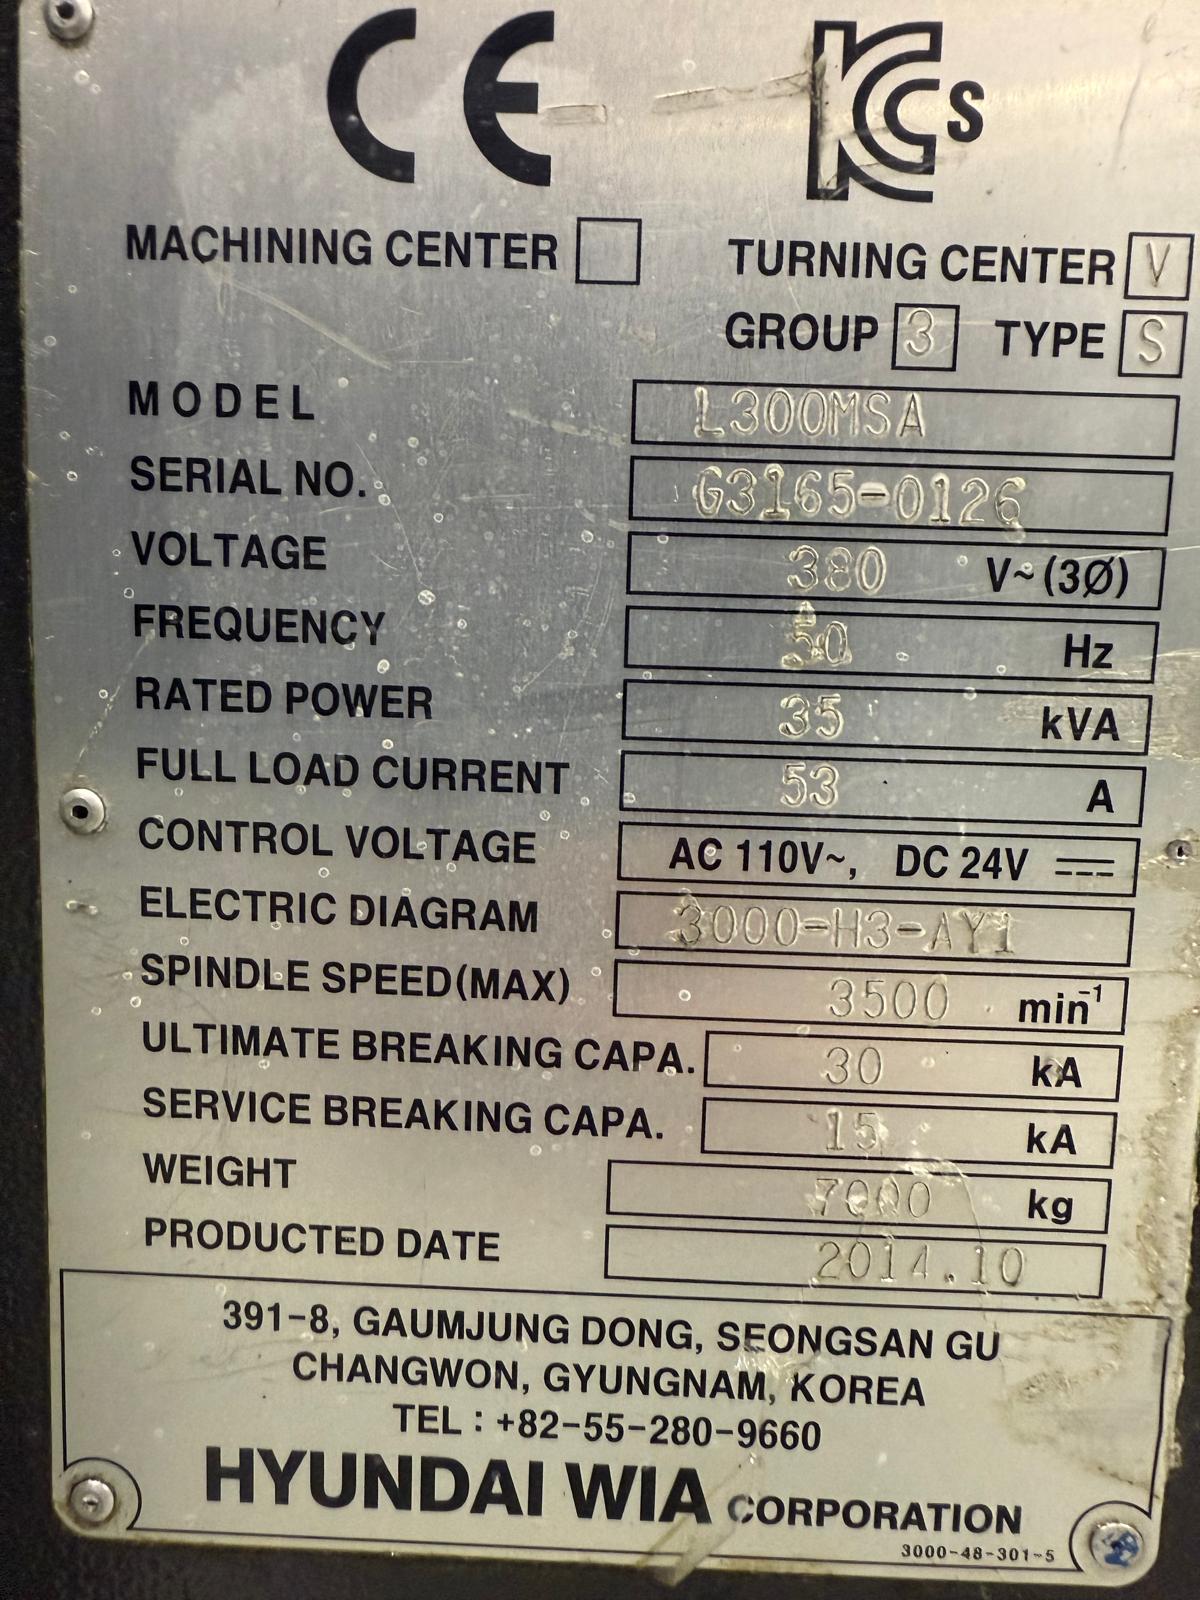 CE KCs
MACHINING CENTER TURNING CENTER V
GROUP 3 TYPE S
MODEL L300MSA
SERIAL NO. G3165-0126
VOLTAGE 380 V~(3Ø)
FREQUENCY 50 Hz
RATED POWER 35 kVA
FULL LOAD CURRENT 53 A
CONTROL VOLTAGE AC 110V~, DC 24V
ELECTRIC DIAGRAM 3000-H3-AY1
SPINDLE SPEED(MAX) 3500 min⁻¹
ULTIMATE BREAKING CAPA. 30 kA
SERVICE BREAKING CAPA. 15 kA
WEIGHT 7000 kg
PRODUCTED DATE 2014.10
391-8, GAUMJUNG DONG, SEONGSAN GU
CHANGWON, GYUNGNAM, KOREA
TEL : +82-55-280-9660
HYUNDAI WIA CORPORATION
3000-48-301-5